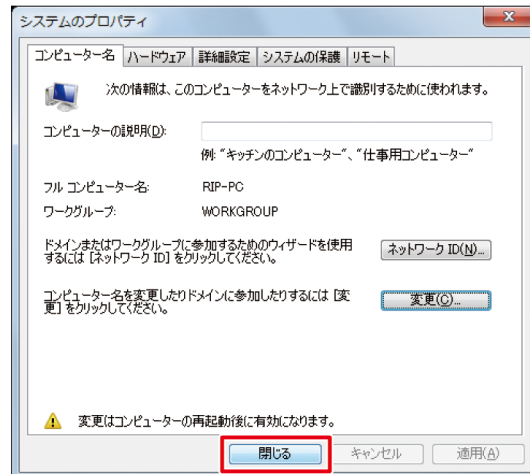 システムのプロパティ
コンピューター名 ハードウェア 詳細設定 システムの保護 リモート
次の情報は、このコンピューターをネットワーク上で識別するために使われます。
コンピューターの説明(D):
例: "キッチンのコンピューター"、"仕事用コンピューター"
フル コンピューター名: RIP-PC
ワークグループ: WORKGROUP
ドメインまたはワークグループに参加するためのウィザードを使用
するには [ネットワーク ID] をクリックしてください。
ネットワーク ID(N)...
コンピューター名を変更したりドメインに参加したりするには [変
更] をクリックしてください。
変更(C)...
変更はコンピューターの再起動後に有効になります。
閉じる キャンセル 適用(A)